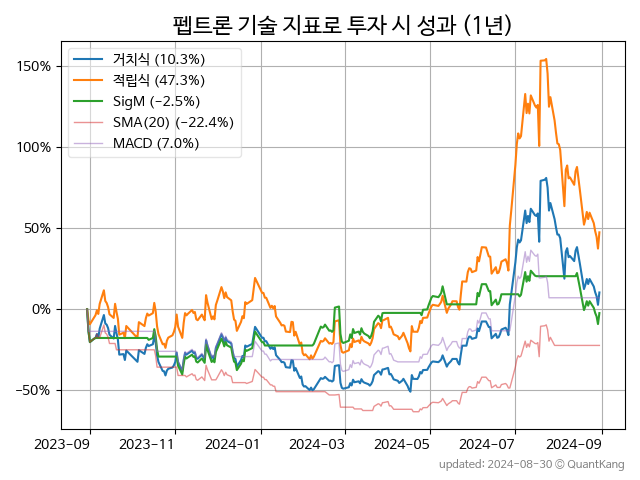 펩트론 기술 지표로 투자 시 성과 (1년)
거치식 (10.3%)
적립식 (47.3%)
SigM (−2.5%)
SMA(20) (−22.4%)
MACD (7.0%)
150%
100%
50%
0%
−50%
2023−09 2023−11 2024−01 2024−03 2024−05 2024−07 2024−09
updated: 2024−08−30 © QuantKang